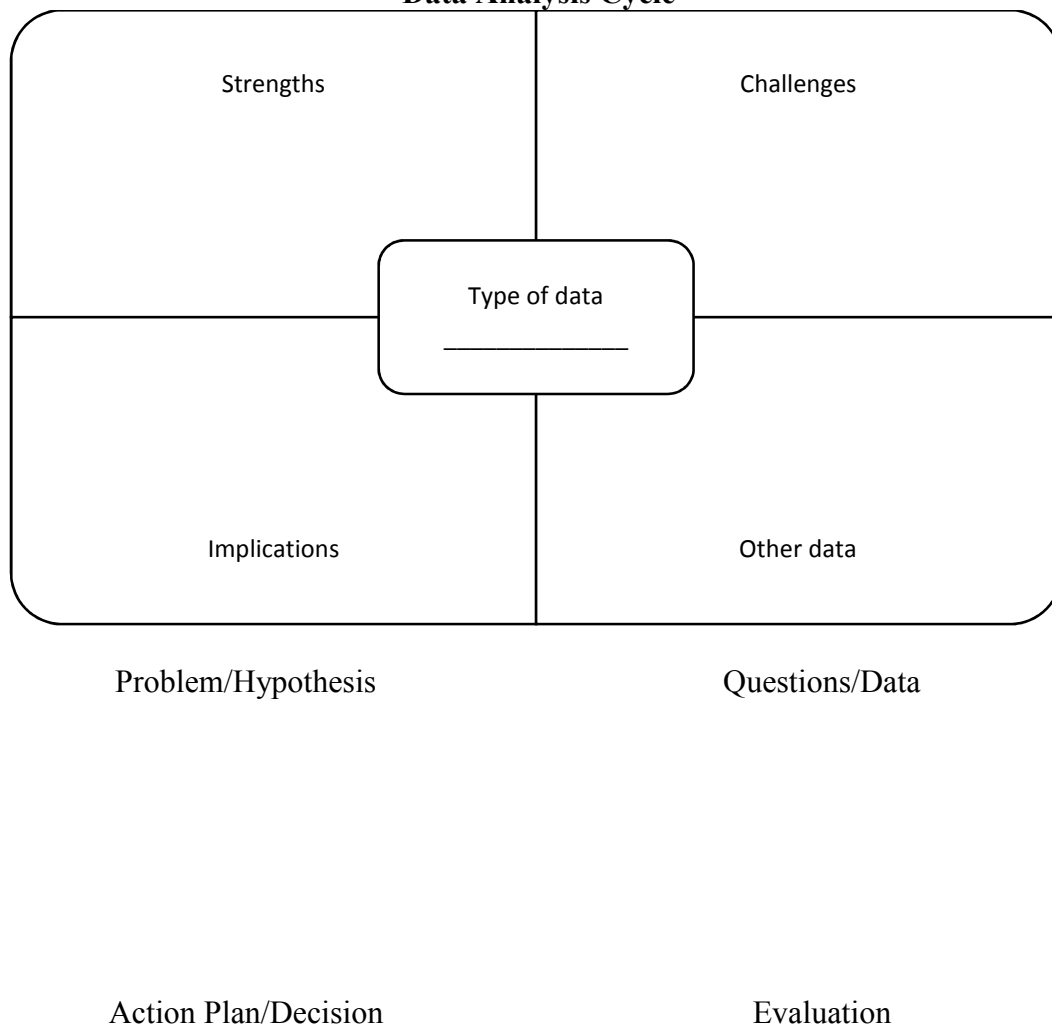 Data Analysis Cycle
Strengths Challenges
Type of data
______________
Implications Other data
Problem/Hypothesis Questions/Data
Action Plan/Decision Evaluation